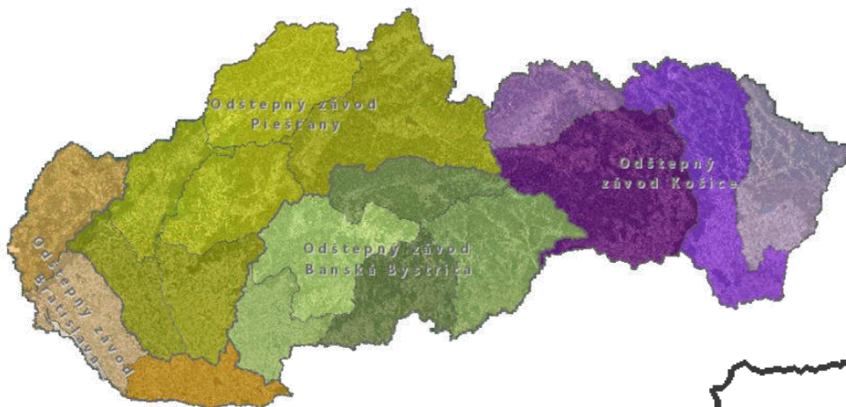 Odštepný závod
Piešťany
Odštepný
závod Košice
Odštepný závod
Banská Bystrica
Odštepný závod
Bratislava